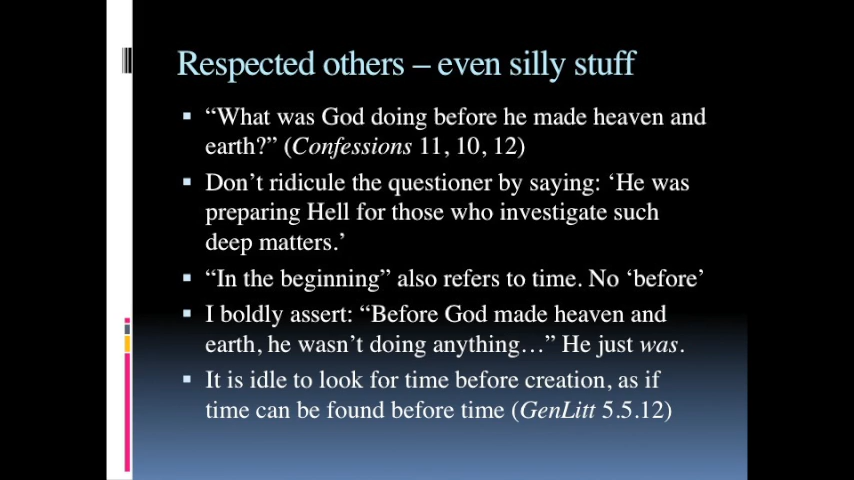 Respected others – even silly stuff
“What was God doing before he made heaven and
earth?” (Confessions 11, 10, 12)
Don’t ridicule the questioner by saying: ‘He was
preparing Hell for those who investigate such
deep matters.’
“In the beginning” also refers to time. No ‘before’
I boldly assert: “Before God made heaven and
earth, he wasn’t doing anything…” He just was.
It is idle to look for time before creation, as if
time can be found before time (GenLitt 5.5.12)